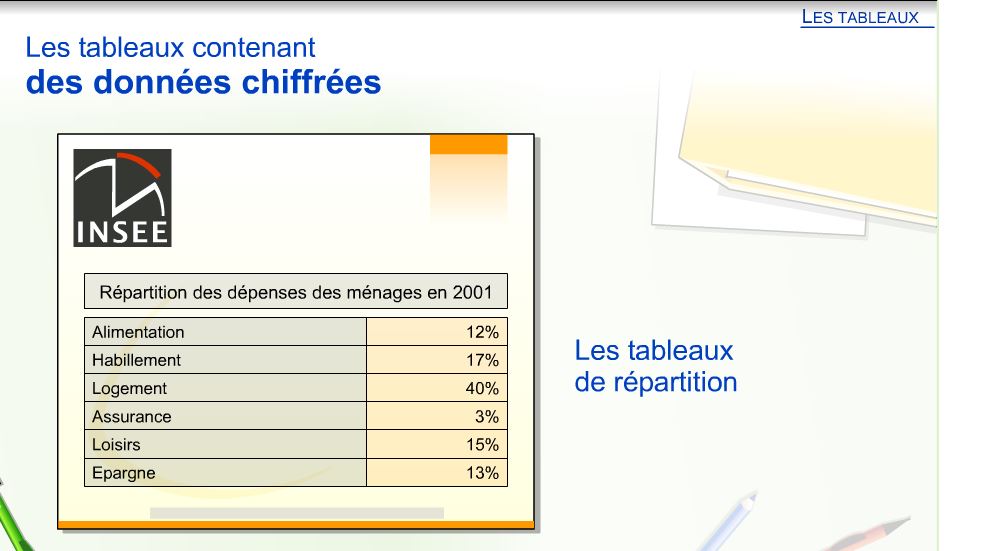 LES TABLEAUX
Les tableaux contenant
des données chiffrées
INSEE
Répartition des dépenses des ménages en 2001
Alimentation 12%
Habillement 17%
Logement 40%
Assurance 3%
Loisirs 15%
Epargne 13%
Les tableaux
de répartition